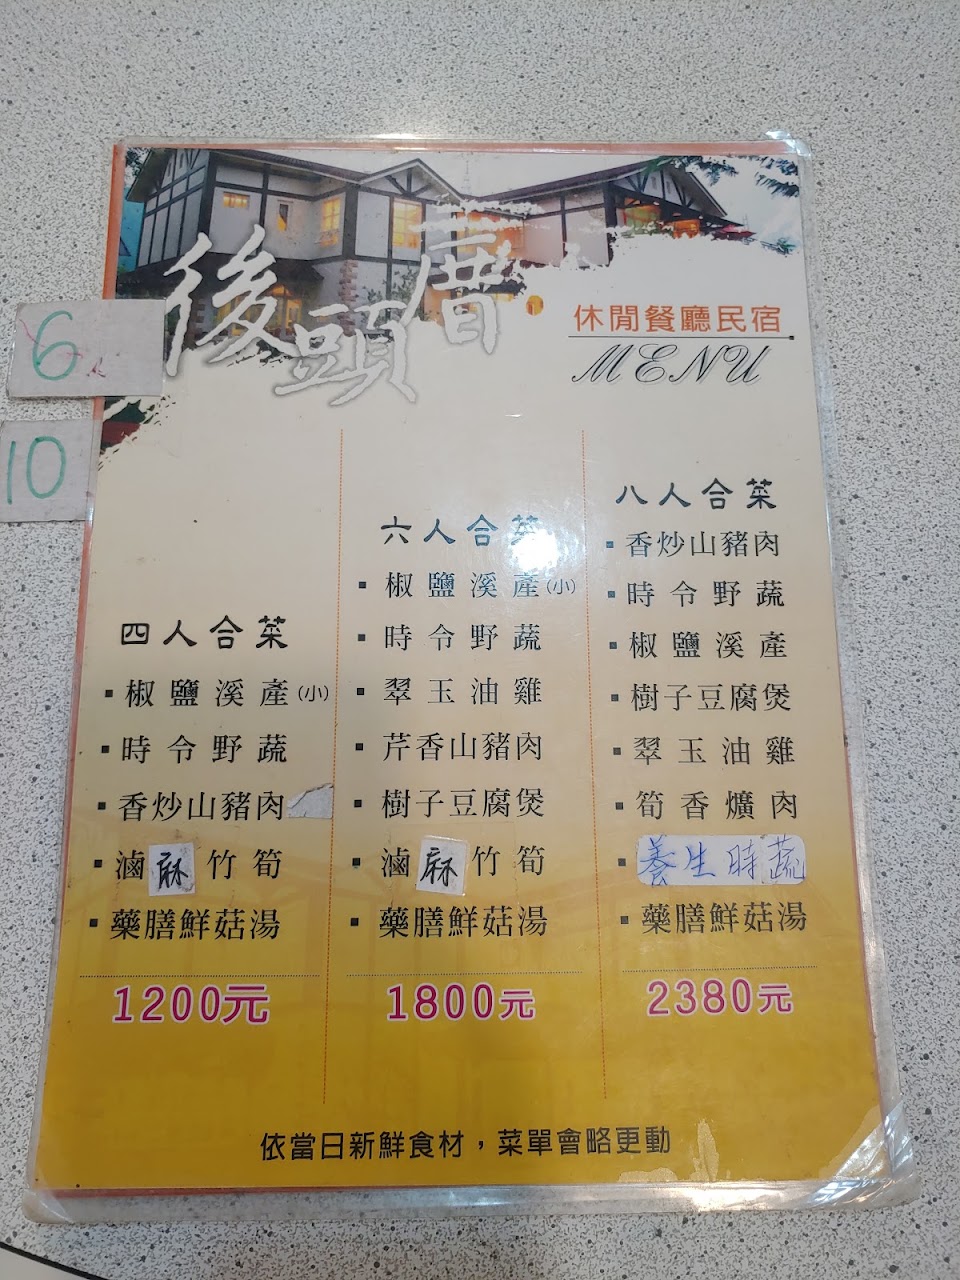 後頭厝
休閒餐廳民宿
MENU
6人
10
四人合菜
▪椒鹽溪產(小)
▪時令野蔬
▪香炒山豬肉
▪滷麻竹筍
▪藥膳鮮菇湯
1200元
六人合菜
▪椒鹽溪產(小)
▪時令野蔬
▪翠玉油雞
▪芹香山豬肉
▪樹子豆腐煲
▪滷麻竹筍
▪藥膳鮮菇湯
1800元
八人合菜
▪香炒山豬肉
▪時令野蔬
▪椒鹽溪產
▪樹子豆腐煲
▪翠玉油雞
▪筍香爌肉
▪養生時蔬
▪藥膳鮮菇湯
2380元
依當日新鮮食材，菜單會略更動